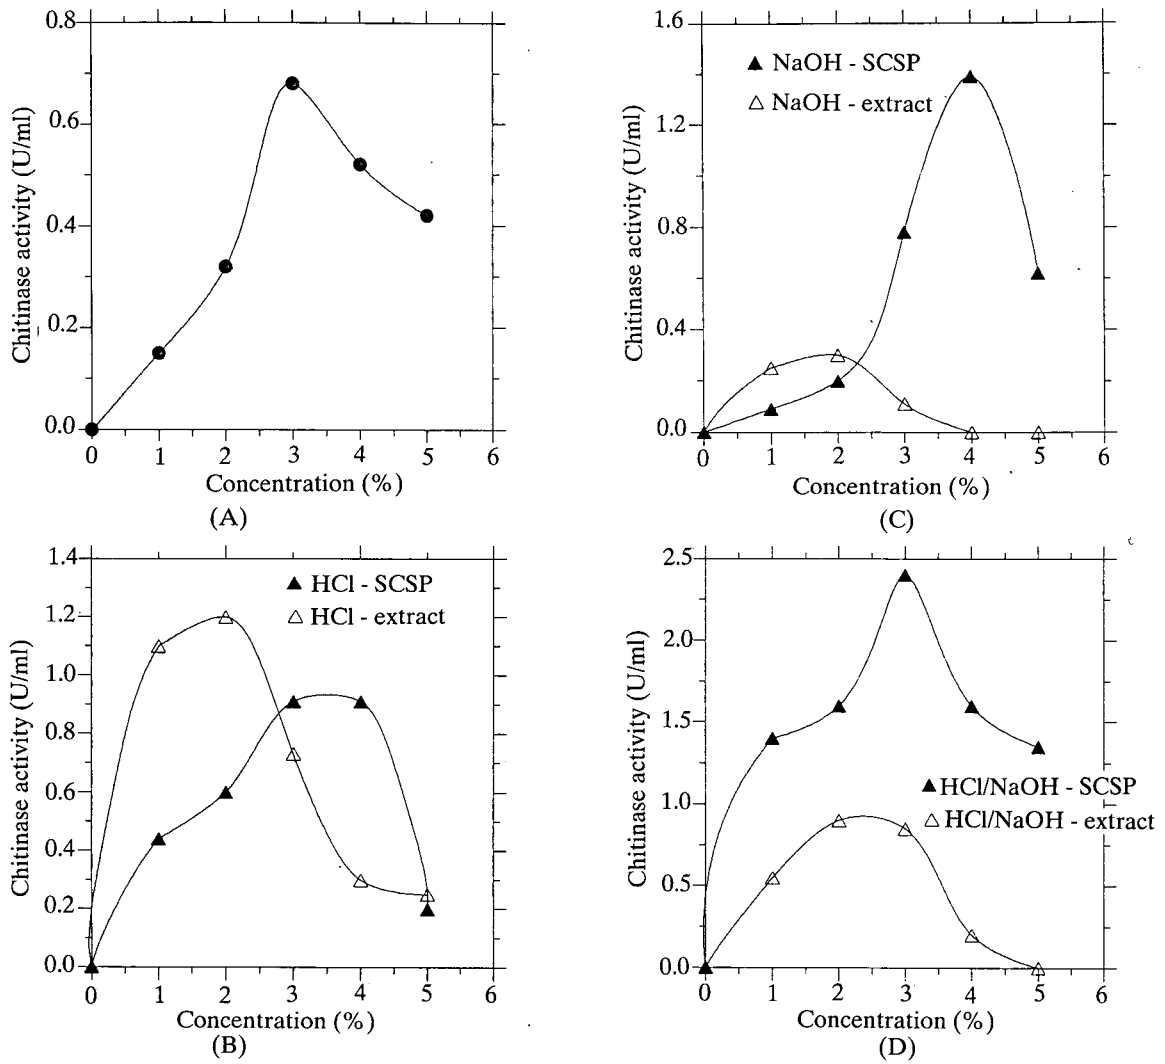 0.8
0.6
0.4
0.2
0.0
Chitinase activity (U/ml)
0 1 2 3 4 5 6
Concentration (%)
(A)
1.6
1.2
0.8
0.4
0.0
Chitinase activity (U/ml)
NaOH - SCSP
NaOH - extract
0 1 2 3 4 5 6
Concentration (%)
(C)
1.4
1.2
1.0
0.8
0.6
0.4
0.2
0.0
Chitinase activity (U/ml)
HCl - SCSP
HCl - extract
0 1 2 3 4 5 6
Concentration (%)
(B)
2.5
2.0
1.5
1.0
0.5
0.0
Chitinase activity (U/ml)
HCl/NaOH - SCSP
HCl/NaOH - extract
0 1 2 3 4 5 6
Concentration (%)
(D)